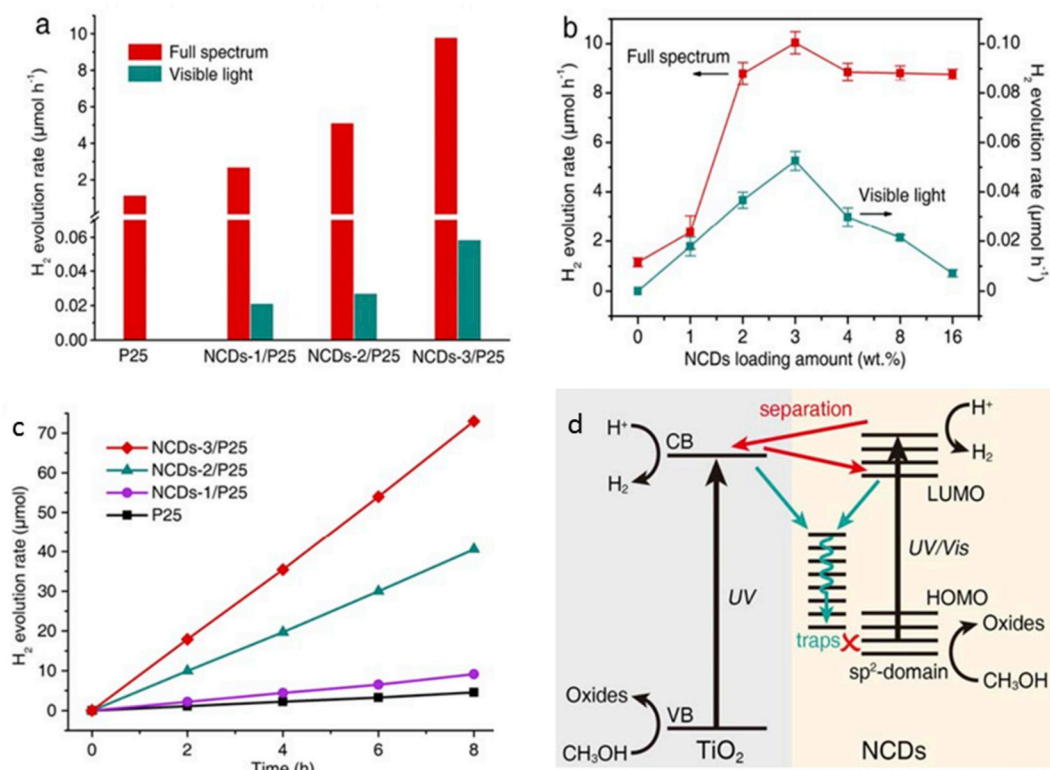 a
Full spectrum
Visible light
H₂ evolution rate (μmol h⁻¹)
10
8
6
4
2
0.06
0.04
0.02
0.00
P25 NCDs-1/P25 NCDs-2/P25 NCDs-3/P25
b
Full spectrum
Visible light
H₂ evolution rate (μmol h⁻¹)
10
8
6
4
2
0
H₂ evolution rate (μmol h⁻¹)
0.10
0.08
0.06
0.04
0.02
0
0 1 2 3 4 8 16
NCDs loading amount (wt.%)
c
NCDs-3/P25
NCDs-2/P25
NCDs-1/P25
P25
H₂ evolution rate (μmol)
70
60
50
40
30
20
10
0
0 2 4 6 8
Time (h)
d
separation
H⁺
H₂
CB
H⁺
H₂
LUMO
UV
UV/Vis
HOMO
traps
Oxides
sp²-domain
CH₃OH
Oxides
VB
CH₃OH
TiO₂
NCDs